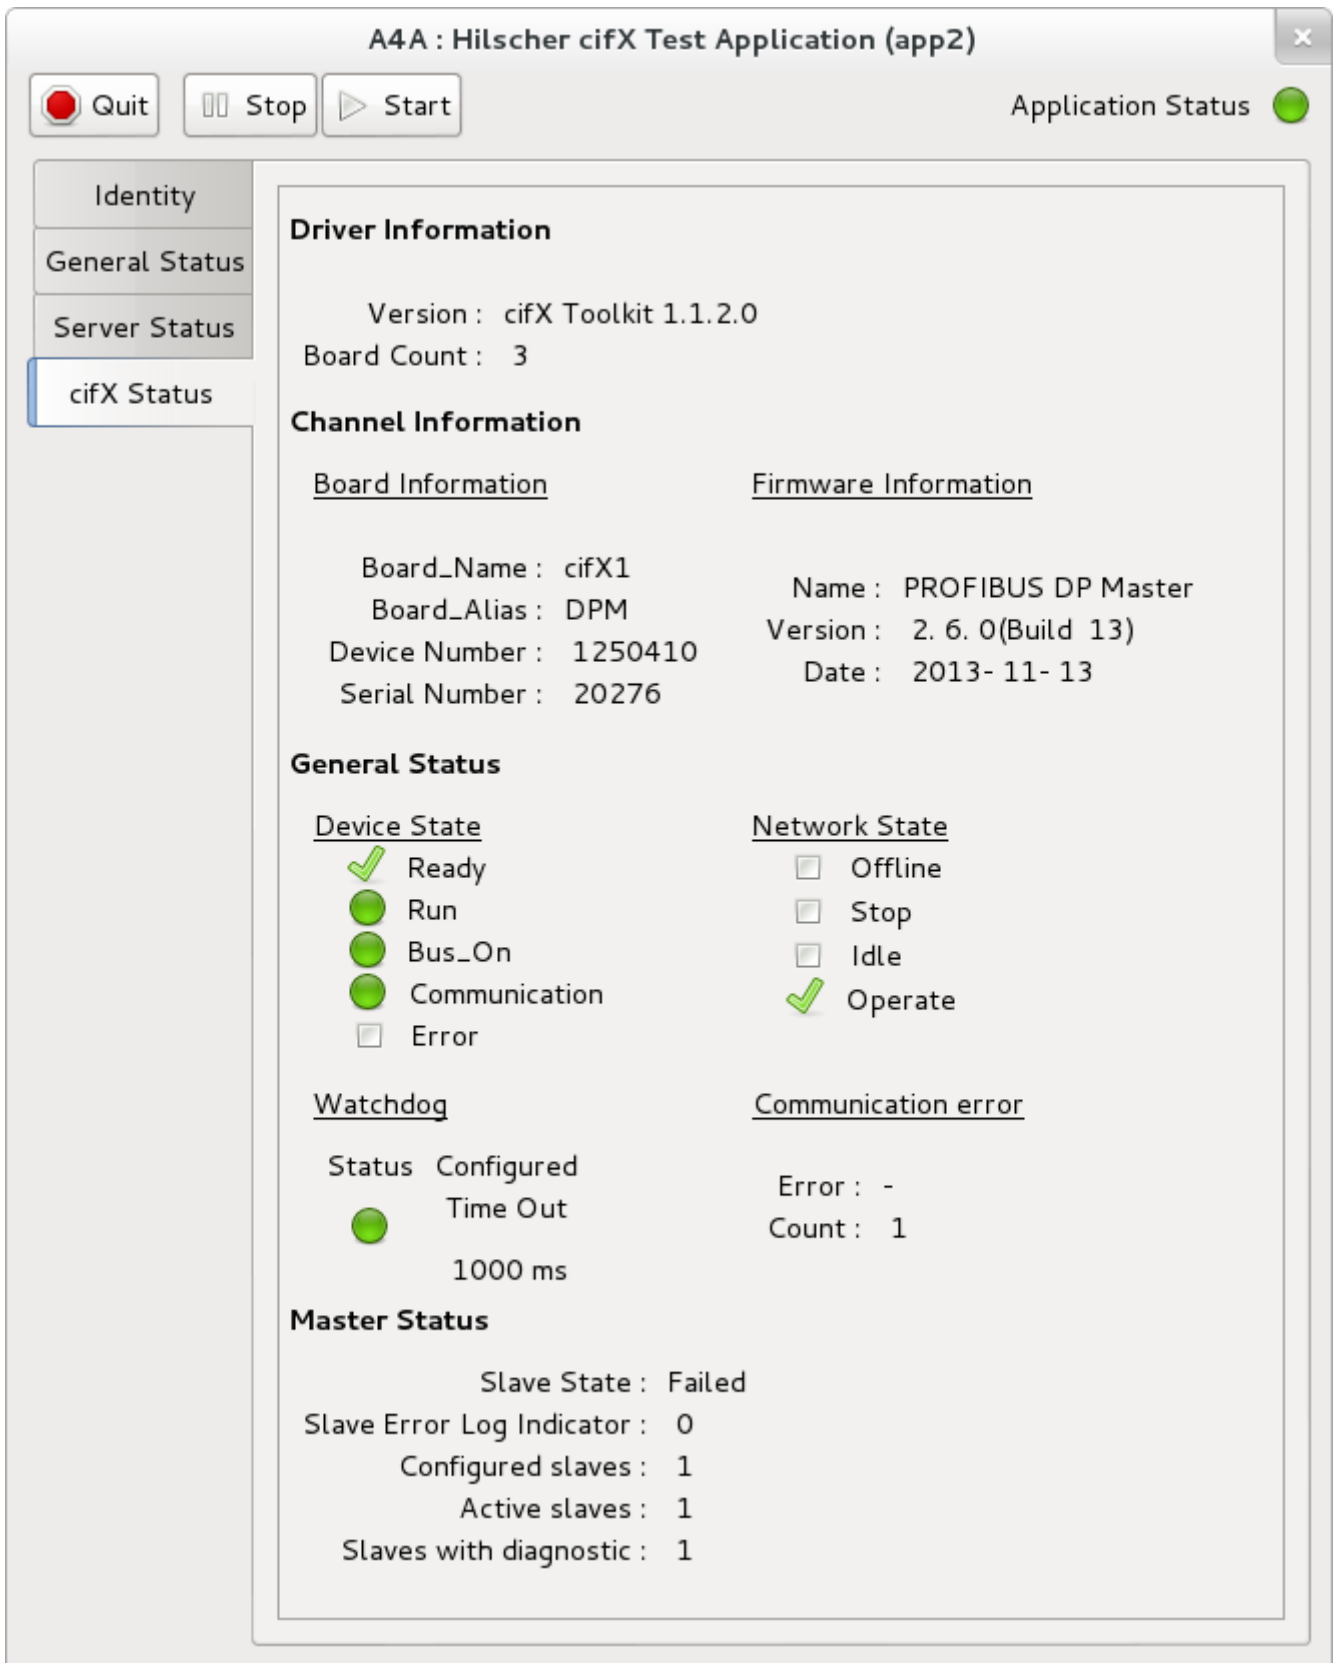 A4A : Hilscher cifX Test Application (app2)
Quit Stop Start Application Status
Identity
General Status
Server Status
cifX Status
Driver Information
Version : cifX Toolkit 1.1.2.0
Board Count : 3
Channel Information
Board Information
Board_Name : cifX1
Board_Alias : DPM
Device Number : 1250410
Serial Number : 20276
Firmware Information
Name : PROFIBUS DP Master
Version : 2. 6. 0(Build 13)
Date : 2013- 11- 13
General Status
Device State
Ready
Run
Bus_On
Communication
Error
Network State
Offline
Stop
Idle
Operate
Watchdog
Status Configured
Time Out
1000 ms
Communication error
Error : -
Count : 1
Master Status
Slave State : Failed
Slave Error Log Indicator : 0
Configured slaves : 1
Active slaves : 1
Slaves with diagnostic : 1